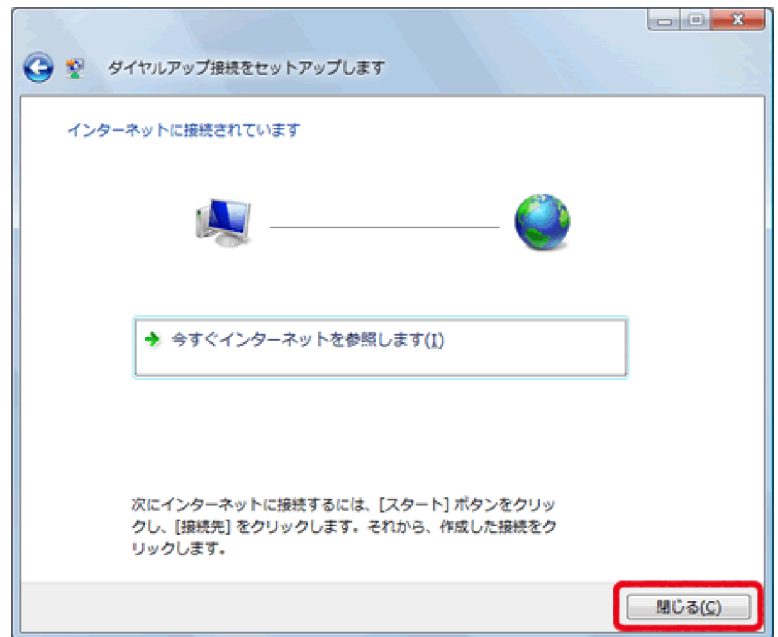 ダイヤルアップ接続をセットアップします
インターネットに接続されています
今すぐインターネットを参照します(I)
次にインターネットに接続するには、[スタート] ボタンをクリッ
クし、[接続先] をクリックします。それから、作成した接続をク
リックします。
閉じる(C)